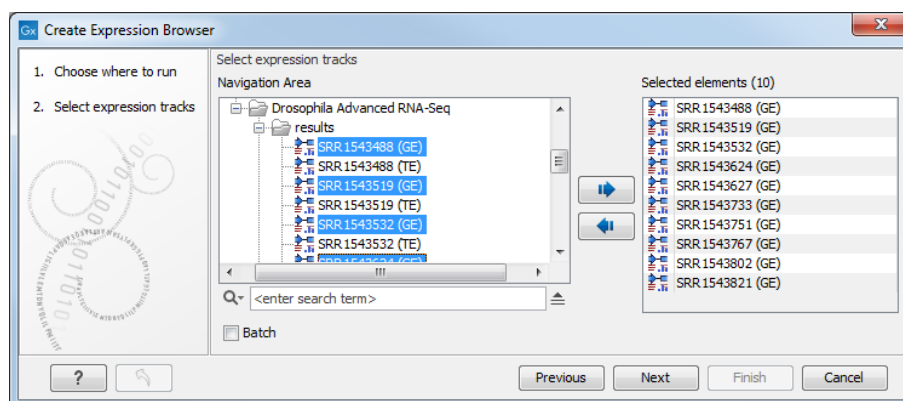 Gx Create Expression Browser
1. Choose where to run
2. Select expression tracks
Select expression tracks
Navigation Area
Drosophila Advanced RNA-Seq
results
SRR1543488 (GE)
SRR1543488 (TE)
SRR1543519 (GE)
SRR1543519 (TE)
SRR1543532 (GE)
SRR1543532 (TE)
SRR1543624 (GE)
<enter search term>
Batch
Selected elements (10)
SRR1543488 (GE)
SRR1543519 (GE)
SRR1543532 (GE)
SRR1543624 (GE)
SRR1543627 (GE)
SRR1543733 (GE)
SRR1543751 (GE)
SRR1543767 (GE)
SRR1543802 (GE)
SRR1543821 (GE)
? Previous Next Finish Cancel